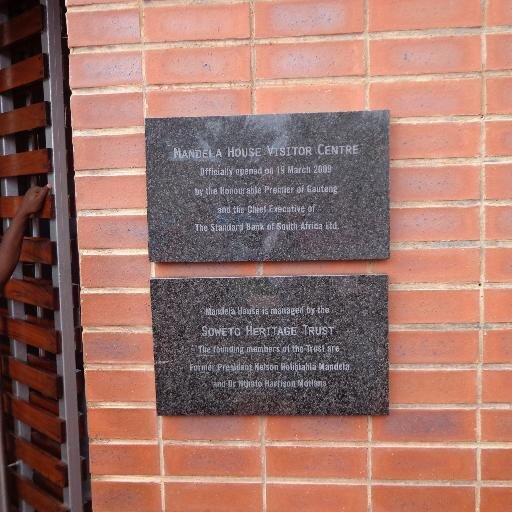 MANDELA HOUSE VISITOR CENTRE
Officially opened on 19 March 2009
by the Honourable Premier of Gauteng
and the Chief Executive of
The Standard Bank of South Africa Ltd.
Mandela House is managed by the
SOWETO HERITAGE TRUST
The founding members of the Trust are
Former President Nelson Rolihlahla Mandela
and Dr Nthato Harrison Motlana